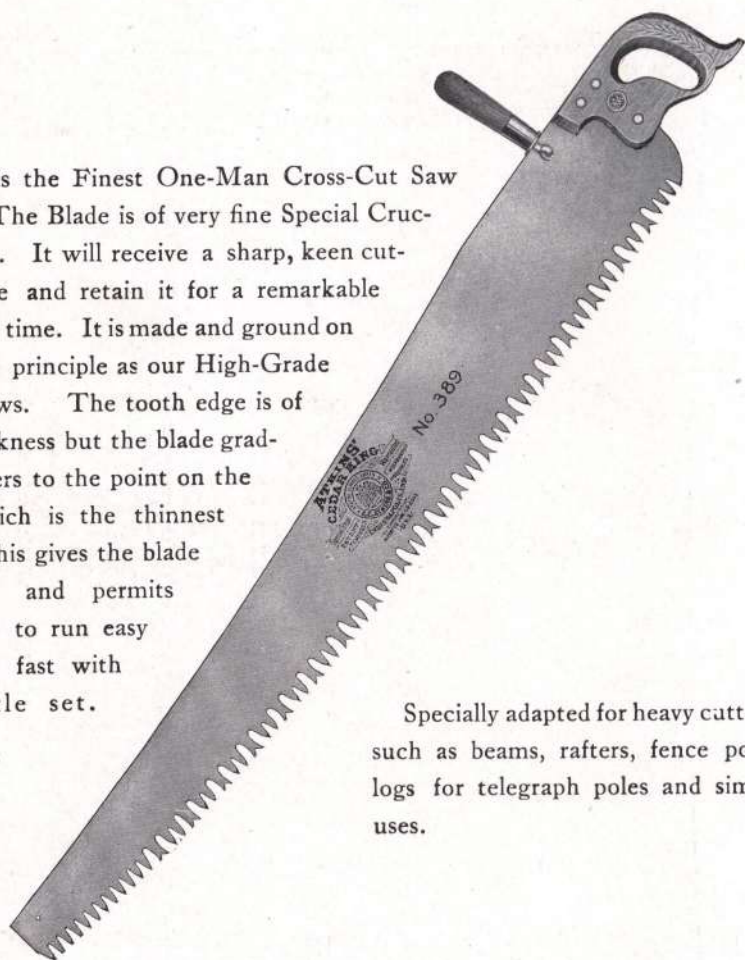 s the Finest One-Man Cross-Cut Saw
The Blade is of very fine Special Cruc-
. It will receive a sharp, keen cut-
e and retain it for a remarkable
time. It is made and ground on
principle as our High-Grade
ws. The tooth edge is of
kness but the blade grad-
ers to the point on the
ich is the thinnest
his gives the blade
and permits
to run easy
fast with
le set.
No. 389
ATKINS'
CEDAR KING
Specially adapted for heavy cutt
such as beams, rafters, fence po
logs for telegraph poles and sim
uses.